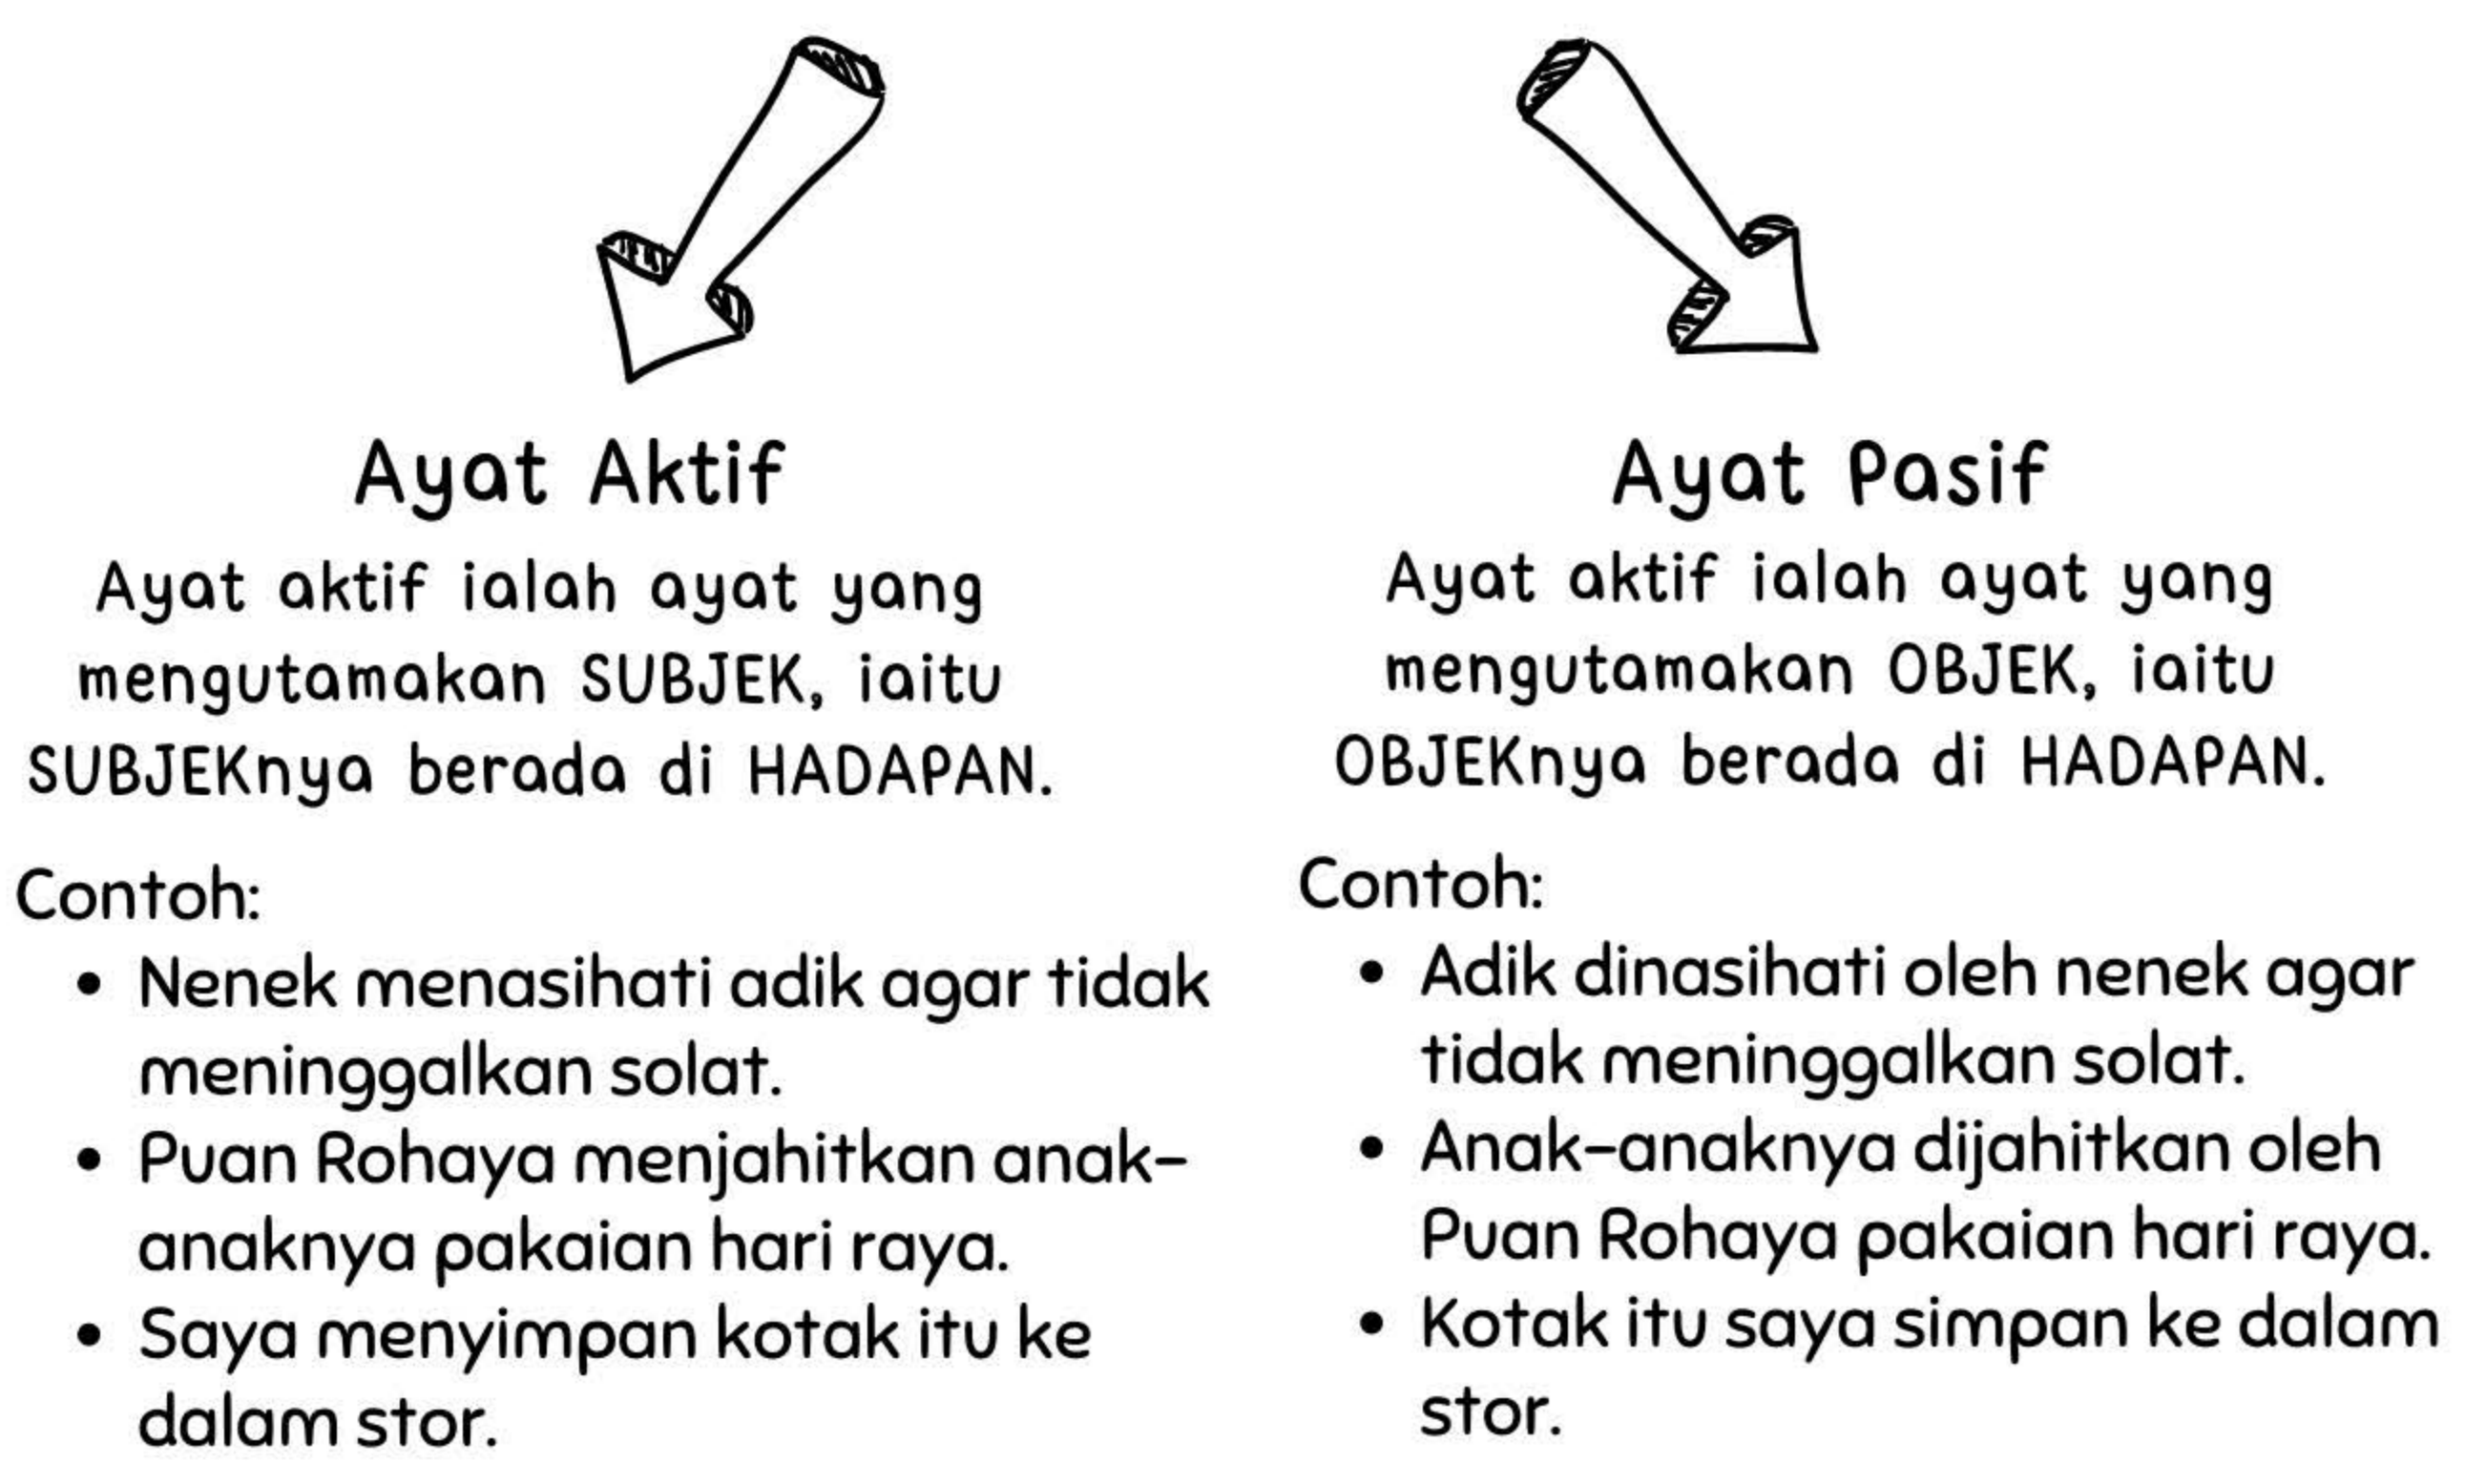 Ayat Aktif
Ayat aktif ialah ayat yang
mengutamakan SUBJEK, iaitu
SUBJEKnya berada di HADAPAN.
Contoh:
• Nenek menasihati adik agar tidak
meninggalkan solat.
• Puan Rohaya menjahitkan anak-
anaknya pakaian hari raya.
• Saya menyimpan kotak itu ke
dalam stor.
Ayat Pasif
Ayat aktif ialah ayat yang
mengutamakan OBJEK, iaitu
OBJEKnya berada di HADAPAN.
Contoh:
• Adik dinasihati oleh nenek agar
tidak meninggalkan solat.
• Anak-anaknya dijahitkan oleh
Puan Rohaya pakaian hari raya.
• Kotak itu saya simpan ke dalam
stor.